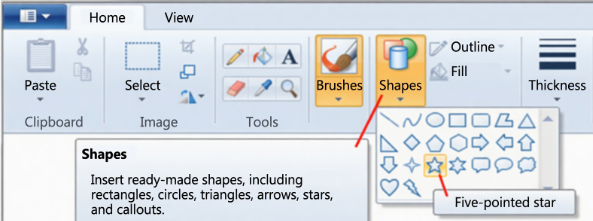 Home View
Paste
Select
Brushes
Shapes
Outline
Fill
Thickness
Clipboard
Image
Tools
A
Shapes
Insert ready-made shapes, including
rectangles, circles, triangles, arrows, stars,
and callouts.
Five-pointed star